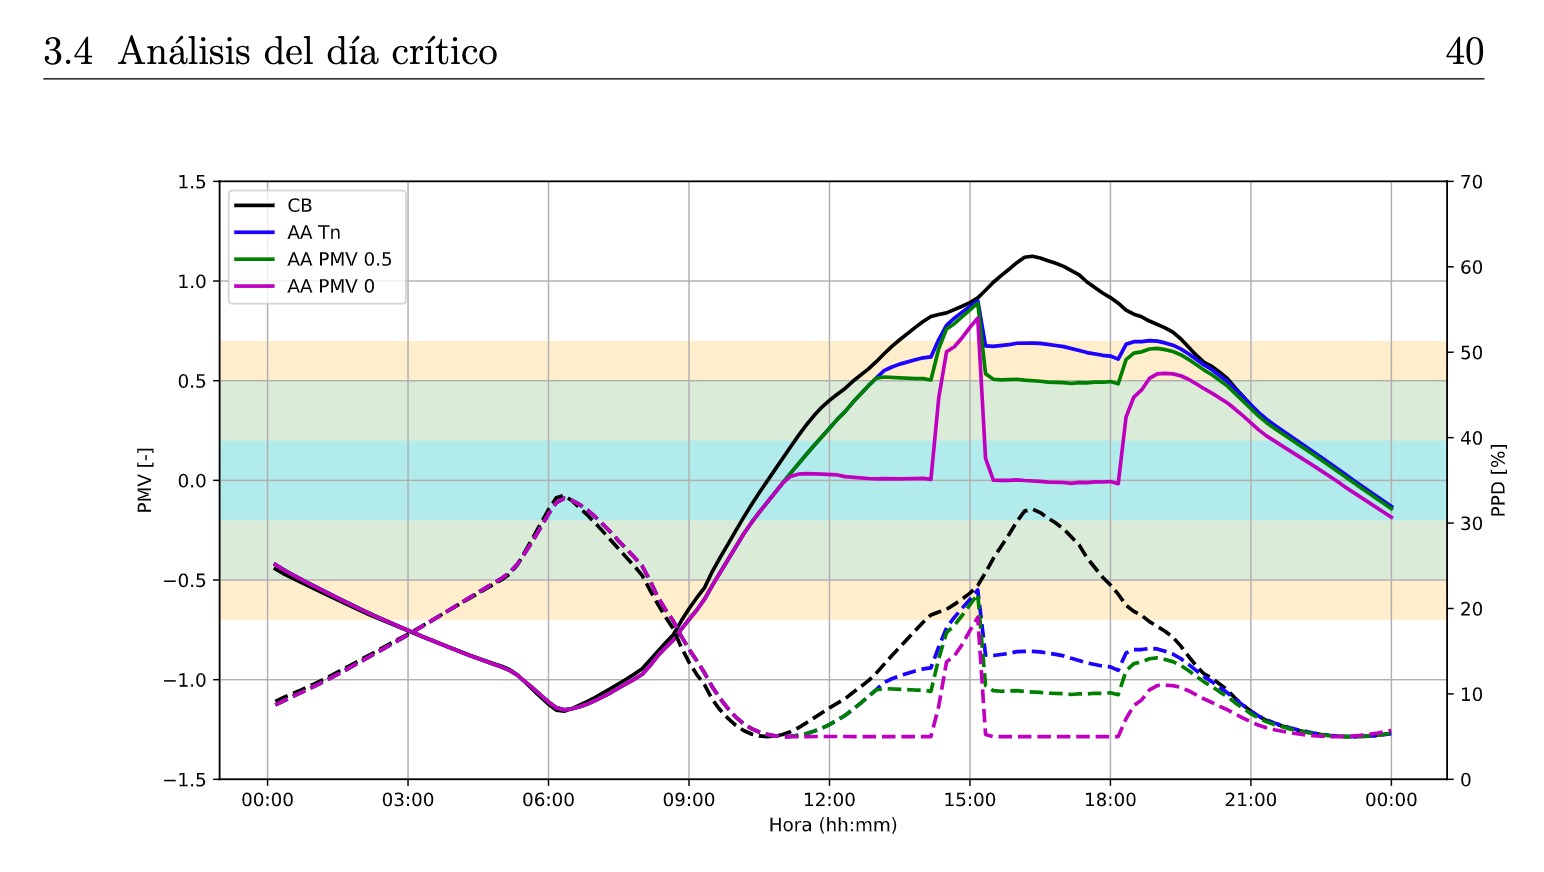 3.4 Análisis del día crítico 40
CB
AA Tn
AA PMV 0.5
AA PMV 0
1.5
1.0
0.5
0.0
−0.5
−1.0
−1.5
PMV [-]
70
60
50
40
30
20
10
0
PPD [%]
00:00 03:00 06:00 09:00 12:00 15:00 18:00 21:00 00:00
Hora (hh:mm)